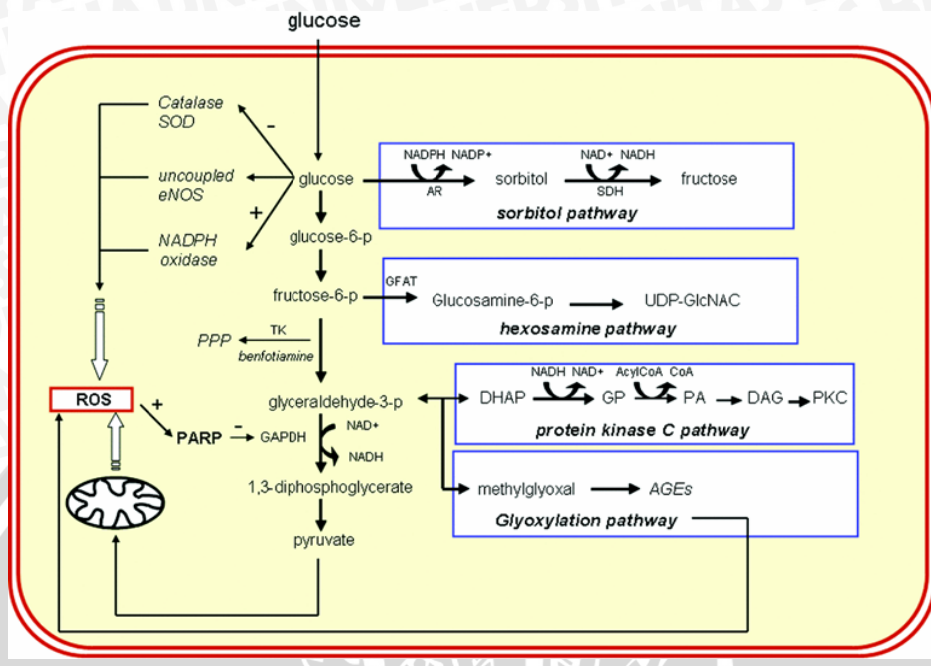 glucose
Catalase
SOD
-
uncoupled
eNOS
+
NADPH
oxidase
glucose
NADPH NADP+
AR
sorbitol
NAD+ NADH
SDH
fructose
sorbitol pathway
glucose-6-p
fructose-6-p
GFAT
Glucosamine-6-p
UDP-GlcNAC
hexosamine pathway
PPP
TK
benfotiamine
ROS
+
PARP
-
GAPDH
glyceraldehyde-3-p
NAD+
NADH
DHAP
NADH NAD+
GP
AcylCoA CoA
PA
DAG
PKC
protein kinase C pathway
1,3-diphosphoglycerate
methylglyoxal
AGEs
Glyoxylation pathway
pyruvate